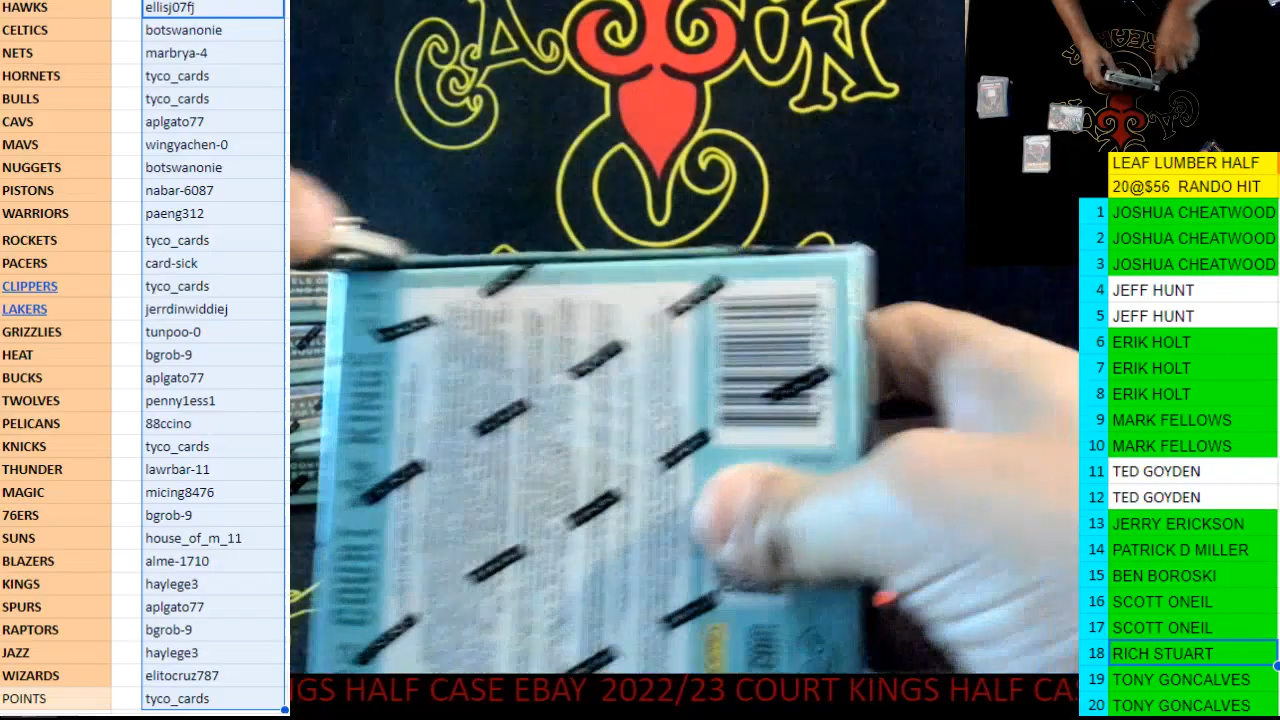 HAWKS ellisj07fj
CELTICS botswanonie
NETS marbrya-4
HORNETS tyco_cards
BULLS tyco_cards
CAVS aplgato77
MAVS wingyachen-0
NUGGETS botswanonie
PISTONS nabar-6087
WARRIORS paeng312
ROCKETS tyco_cards
PACERS card-sick
CLIPPERS tyco_cards
LAKERS jerrdinwiddiej
GRIZZLIES tunpoo-0
HEAT bgrob-9
BUCKS aplgato77
TWOLVES penny1ess1
PELICANS 88ccino
KNICKS tyco_cards
THUNDER lawrbar-11
MAGIC micing8476
76ERS bgrob-9
SUNS house_of_m_11
BLAZERS alme-1710
KINGS haylege3
SPURS aplgato77
RAPTORS bgrob-9
JAZZ haylege3
WIZARDS elitocruz787
POINTS tyco_cards
NGS HALF CASE EBAY 2022/23 COURT KINGS HALF CA
LEAF LUMBER HALF
20@$56 RANDO HIT
1 JOSHUA CHEATWOOD
2 JOSHUA CHEATWOOD
3 JOSHUA CHEATWOOD
4 JEFF HUNT
5 JEFF HUNT
6 ERIK HOLT
7 ERIK HOLT
8 ERIK HOLT
9 MARK FELLOWS
10 MARK FELLOWS
11 TED GOYDEN
12 TED GOYDEN
13 JERRY ERICKSON
14 PATRICK D MILLER
15 BEN BOROSKI
16 SCOTT ONEIL
17 SCOTT ONEIL
18 RICH STUART
19 TONY GONCALVES
20 TONY GONCALVES